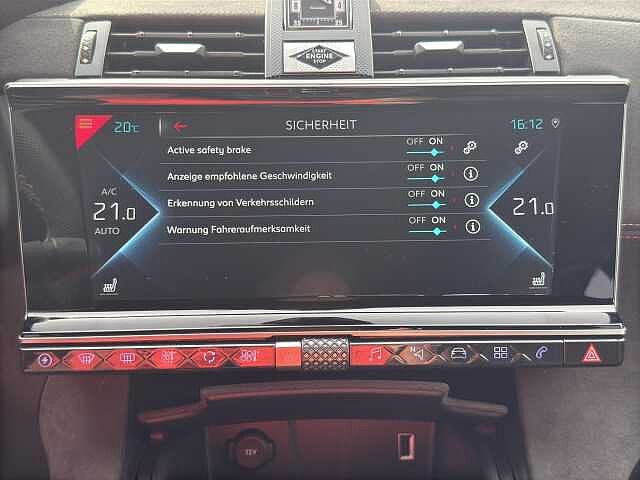 START
ENGINE
STOP
20°C
SICHERHEIT
16:12
Active safety brake
OFF ON
Anzeige empfohlene Geschwindigkeit
OFF ON
Erkennung von Verkehrsschildern
OFF ON
Warnung Fahreraufmerksamkeit
OFF ON
A/C
21.0
AUTO
21.0
12V